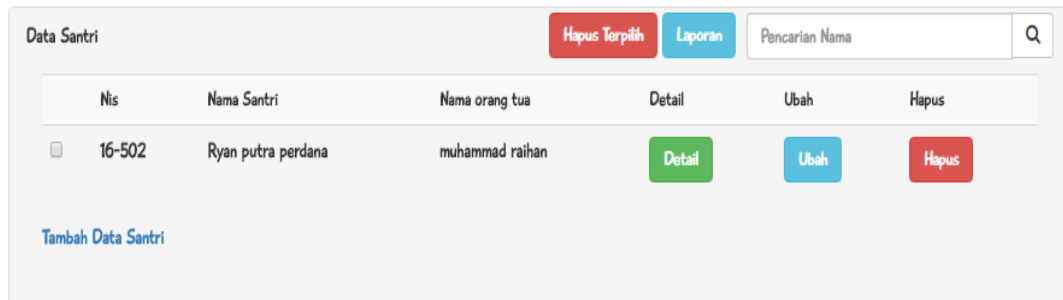 Data Santri Hapus Terpilih Laporan Pencarian Nama
Nis Nama Santri Nama orang tua Detail Ubah Hapus
16-502 Ryan putra perdana muhammad raihan Detail Ubah Hapus
Tambah Data Santri